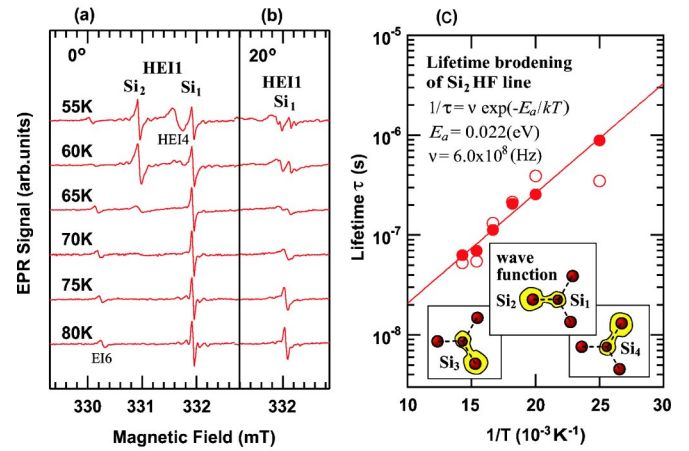 (a)
(b)
(c)
0°
HEI1
Si2
Si1
HEI4
55K
60K
65K
70K
75K
80K
EI6
20°
HEI1
Si1
EPR Signal (arb.units)
330
331
332
332
Magnetic Field (mT)
Lifetime brodening
of Si2 HF line
1/τ = ν exp(-Ea/kT)
Ea = 0.022(eV)
ν = 6.0x10^8(Hz)
Lifetime τ (s)
10^-5
10^-6
10^-7
10^-8
wave
function
Si2
Si1
Si3
Si4
10
15
20
25
30
1/T (10^-3 K^-1)